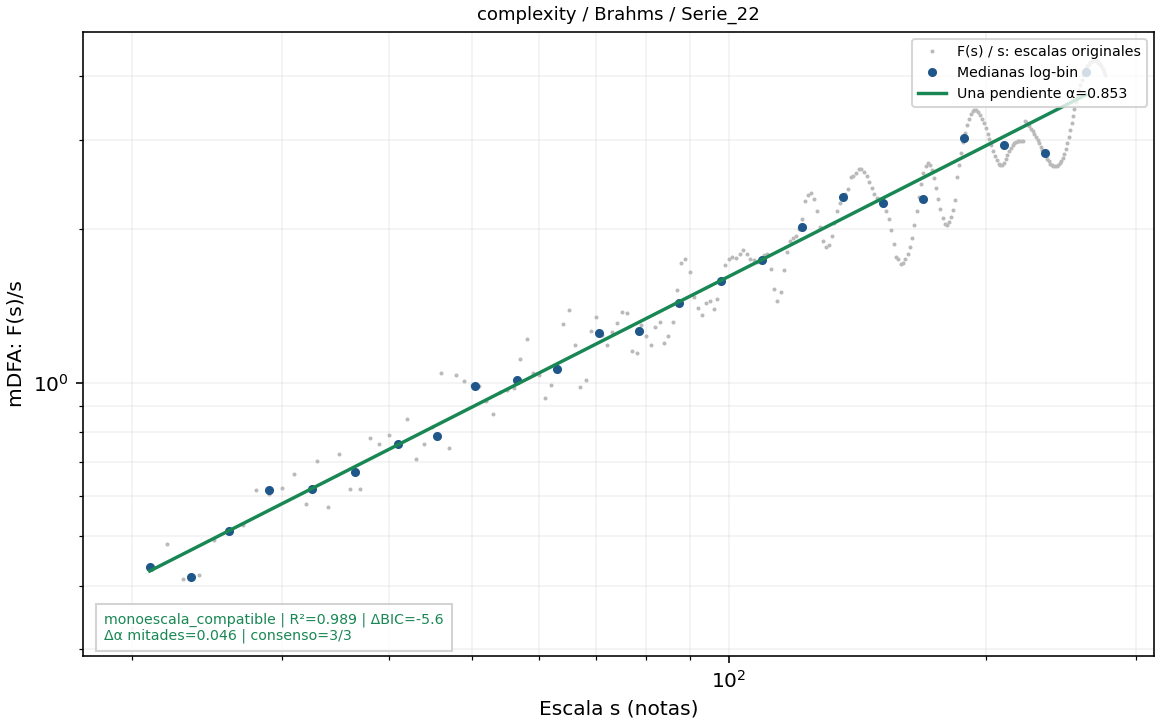 complexity / Brahms / Serie_22
F(s) / s: escalas originales
Medianas log-bin
Una pendiente α=0.853
mDFA: F(s)/s
10⁰
monoescala_compatible | R²=0.989 | ΔBIC=-5.6
Δα mitades=0.046 | consenso=3/3
10²
Escala s (notas)